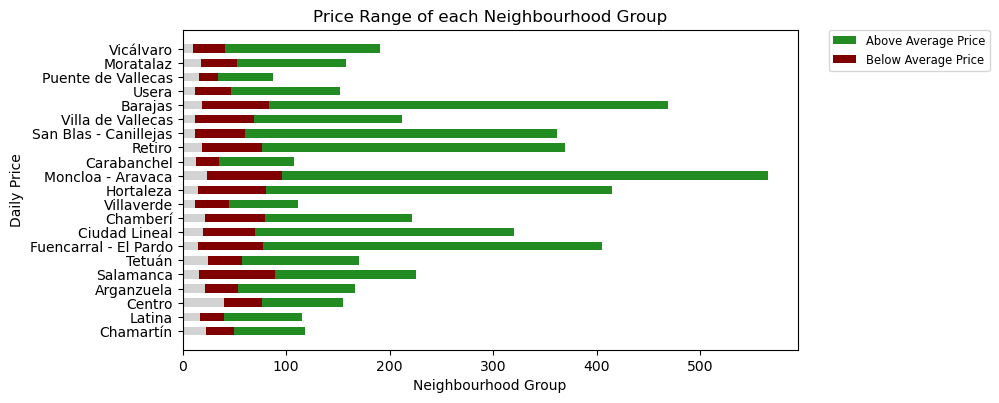 Price Range of each Neighbourhood Group
Above Average Price
Below Average Price
Daily Price
Vicálvaro
Moratalaz
Puente de Vallecas
Usera
Barajas
Villa de Vallecas
San Blas - Canillejas
Retiro
Carabanchel
Moncloa - Aravaca
Hortaleza
Villaverde
Chamberí
Ciudad Lineal
Fuencarral - El Pardo
Tetuán
Salamanca
Arganzuela
Centro
Latina
Chamartín
0 100 200 300 400 500
Neighbourhood Group